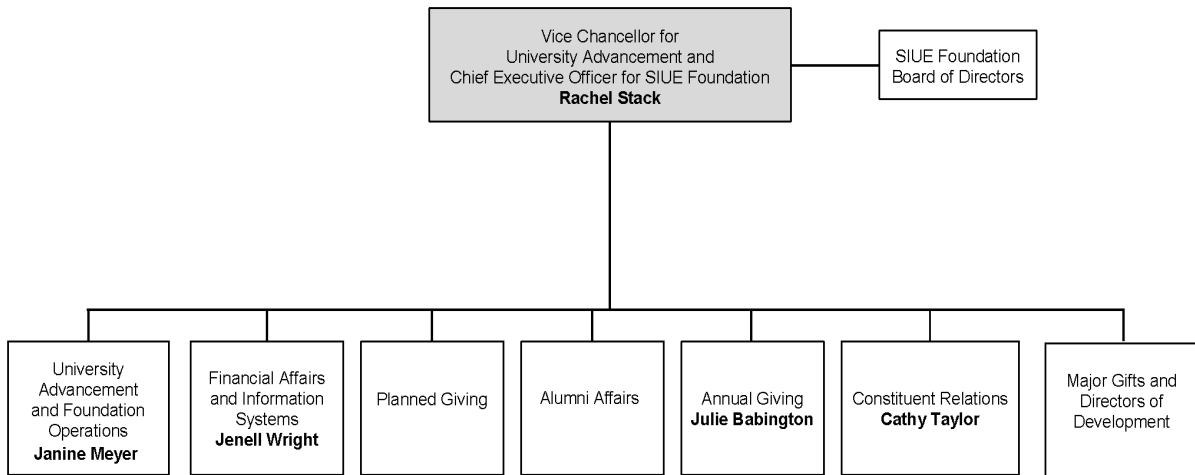 Vice Chancellor for
University Advancement and
Chief Executive Officer for SIUE Foundation
Rachel Stack
SIUE Foundation
Board of Directors
University
Advancement
and Foundation
Operations
Janine Meyer
Financial Affairs
and Information
Systems
Jenell Wright
Planned Giving
Alumni Affairs
Annual Giving
Julie Babington
Constituent Relations
Cathy Taylor
Major Gifts and
Directors of
Development